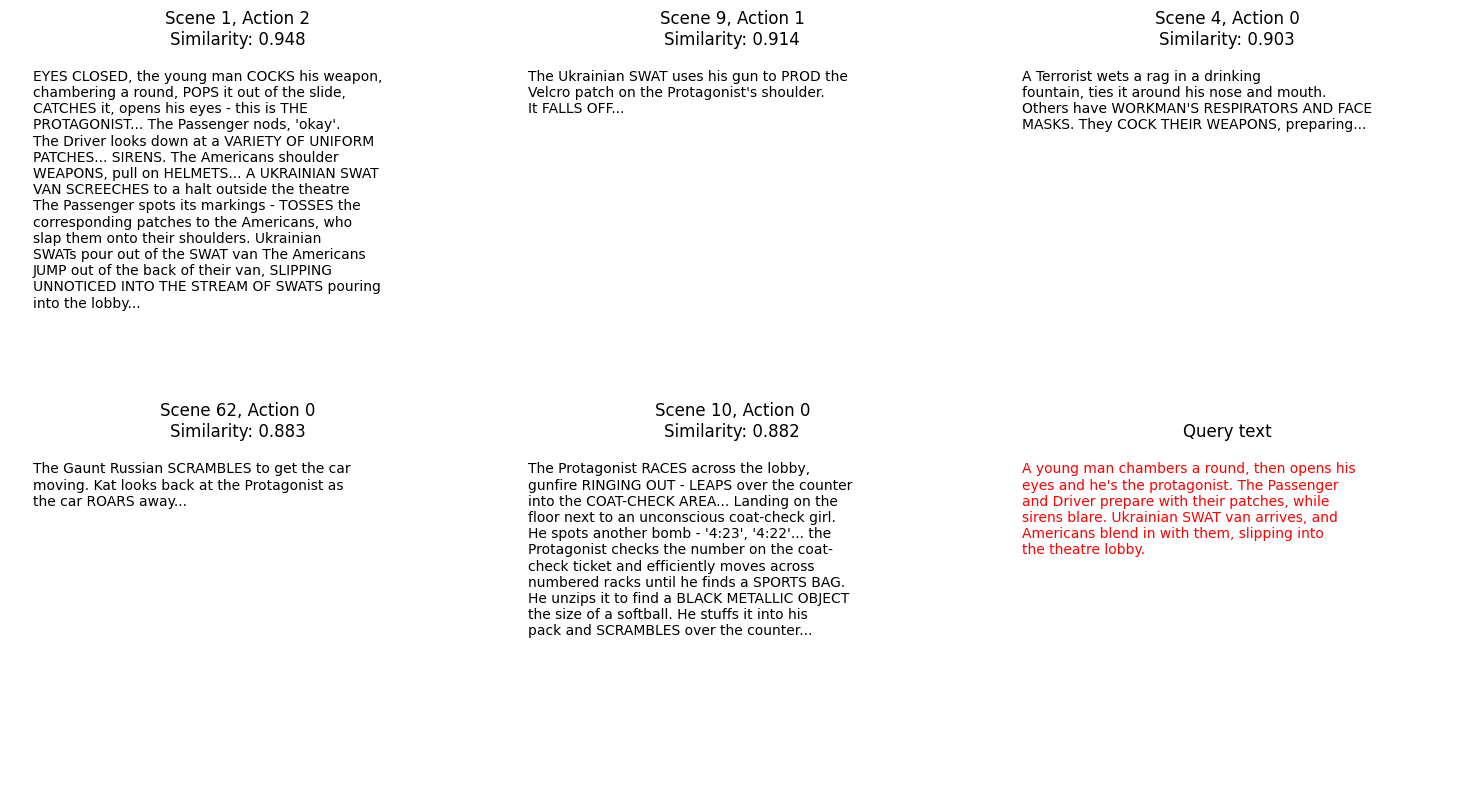 Scene 1, Action 2
Similarity: 0.948
EYES CLOSED, the young man COCKS his weapon,
chambering a round, POPS it out of the slide,
CATCHES it, opens his eyes - this is THE
PROTAGONIST... The Passenger nods, 'okay'.
The Driver looks down at a VARIETY OF UNIFORM
PATCHES... SIRENS. The Americans shoulder
WEAPONS, pull on HELMETS... A UKRAINIAN SWAT
VAN SCREECHES to a halt outside the theatre
The Passenger spots its markings - TOSSES the
corresponding patches to the Americans, who
slap them onto their shoulders. Ukrainian
SWATs pour out of the SWAT van The Americans
JUMP out of the back of their van, SLIPPING
UNNOTICED INTO THE STREAM OF SWATS pouring
into the lobby...
Scene 9, Action 1
Similarity: 0.914
The Ukrainian SWAT uses his gun to PROD the
Velcro patch on the Protagonist's shoulder.
It FALLS OFF...
Scene 4, Action 0
Similarity: 0.903
A Terrorist wets a rag in a drinking
fountain, ties it around his nose and mouth.
Others have WORKMAN'S RESPIRATORS AND FACE
MASKS. They COCK THEIR WEAPONS, preparing...
Scene 62, Action 0
Similarity: 0.883
The Gaunt Russian SCRAMBLES to get the car
moving. Kat looks back at the Protagonist as
the car ROARS away...
Scene 10, Action 0
Similarity: 0.882
The Protagonist RACES across the lobby,
gunfire RINGING OUT - LEAPS over the counter
into the COAT-CHECK AREA... Landing on the
floor next to an unconscious coat-check girl.
He spots another bomb - '4:23', '4:22'... the
Protagonist checks the number on the coat-
check ticket and efficiently moves across
numbered racks until he finds a SPORTS BAG.
He unzips it to find a BLACK METALLIC OBJECT
the size of a softball. He stuffs it into his
pack and SCRAMBLES over the counter...
Query text
A young man chambers a round, then opens his
eyes and he's the protagonist. The Passenger
and Driver prepare with their patches, while
sirens blare. Ukrainian SWAT van arrives, and
Americans blend in with them, slipping into
the theatre lobby.